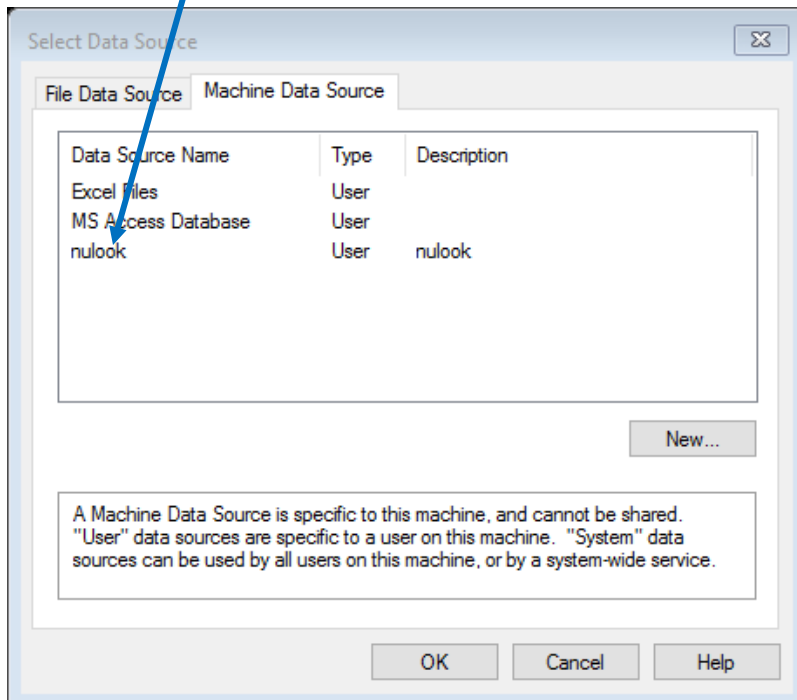 Select Data Source
File Data Source Machine Data Source
Data Source Name Type Description
Excel Files User
MS Access Database User
nulook User nulook
New...
A Machine Data Source is specific to this machine, and cannot be shared.
"User" data sources are specific to a user on this machine. "System" data
sources can be used by all users on this machine, or by a system-wide service.
OK Cancel Help